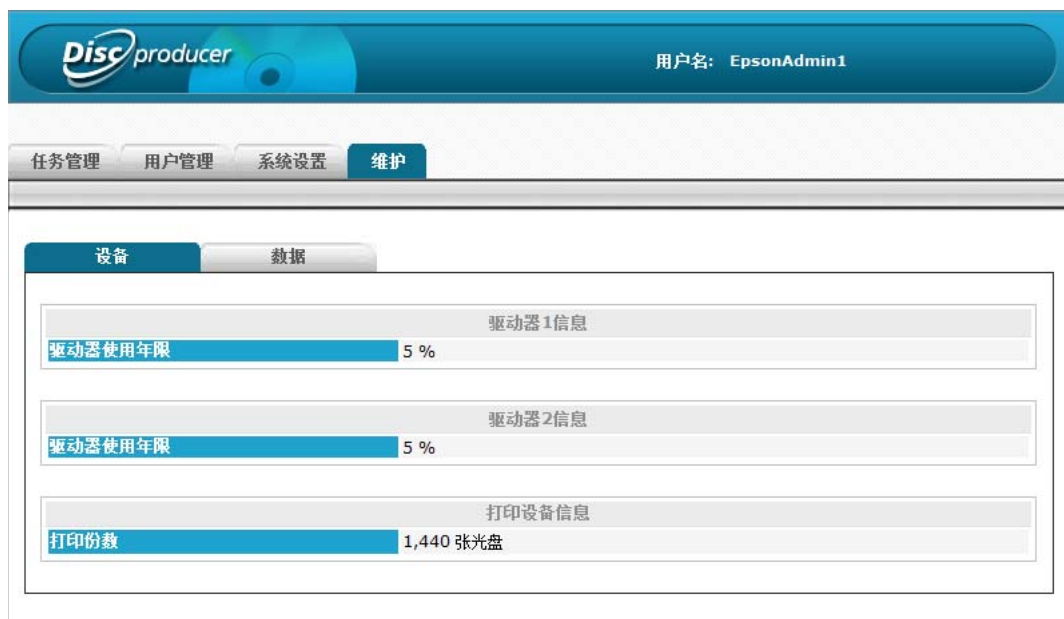 Disc producer
用户名: EpsonAdmin1
任务管理 用户管理 系统设置 维护
设备 数据
驱动器1信息
驱动器使用年限 5 %
驱动器2信息
驱动器使用年限 5 %
打印设备信息
打印份数 1,440 张光盘